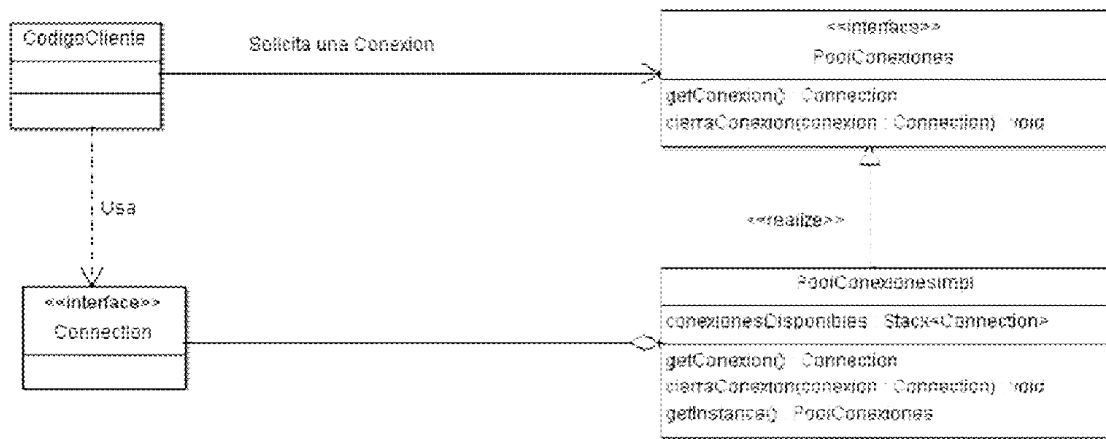 CodigoCliente
Solicita una Conexion
<<interface>>
PoolConexiones
getConexion() : Connection
cierraConexion(conexion : Connection) : void
Usa
<<realize>>
<<interface>>
Connection
PoolConexionesImpl
conexionesDisponibles : Stack<Connection>
getConexion() : Connection
cierraConexion(conexion : Connection) : void
getInstance() : PoolConexiones